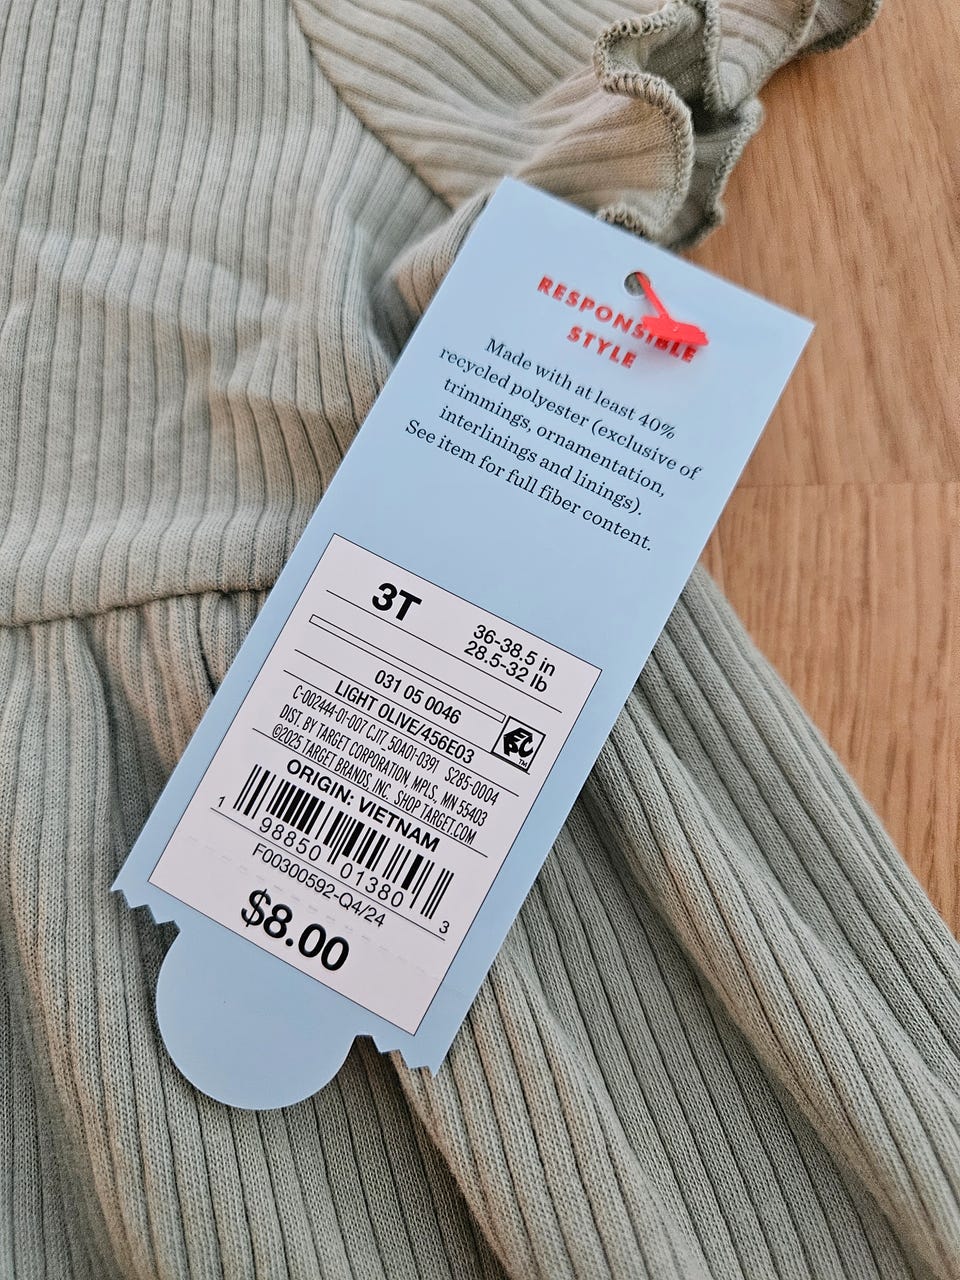 RESPONSIBLE
STYLE
Made with at least 40%
recycled polyester (exclusive of
trimmings, ornamentation,
interlinings and linings).
See item for full fiber content.
3T
36-38.5 in
28.5-32 lb
031 05 0046
LIGHT OLIVE/456E03
C-002444-01-007 CJ17 50A01-0391 S285-0004
DIST. BY TARGET CORPORATION, MPLS, MN 55403
©2025 TARGET BRANDS, INC. SHOP TARGET.COM
ORIGIN: VIETNAM
1 98850 01380 3
F00300592-Q4/24
$8.00